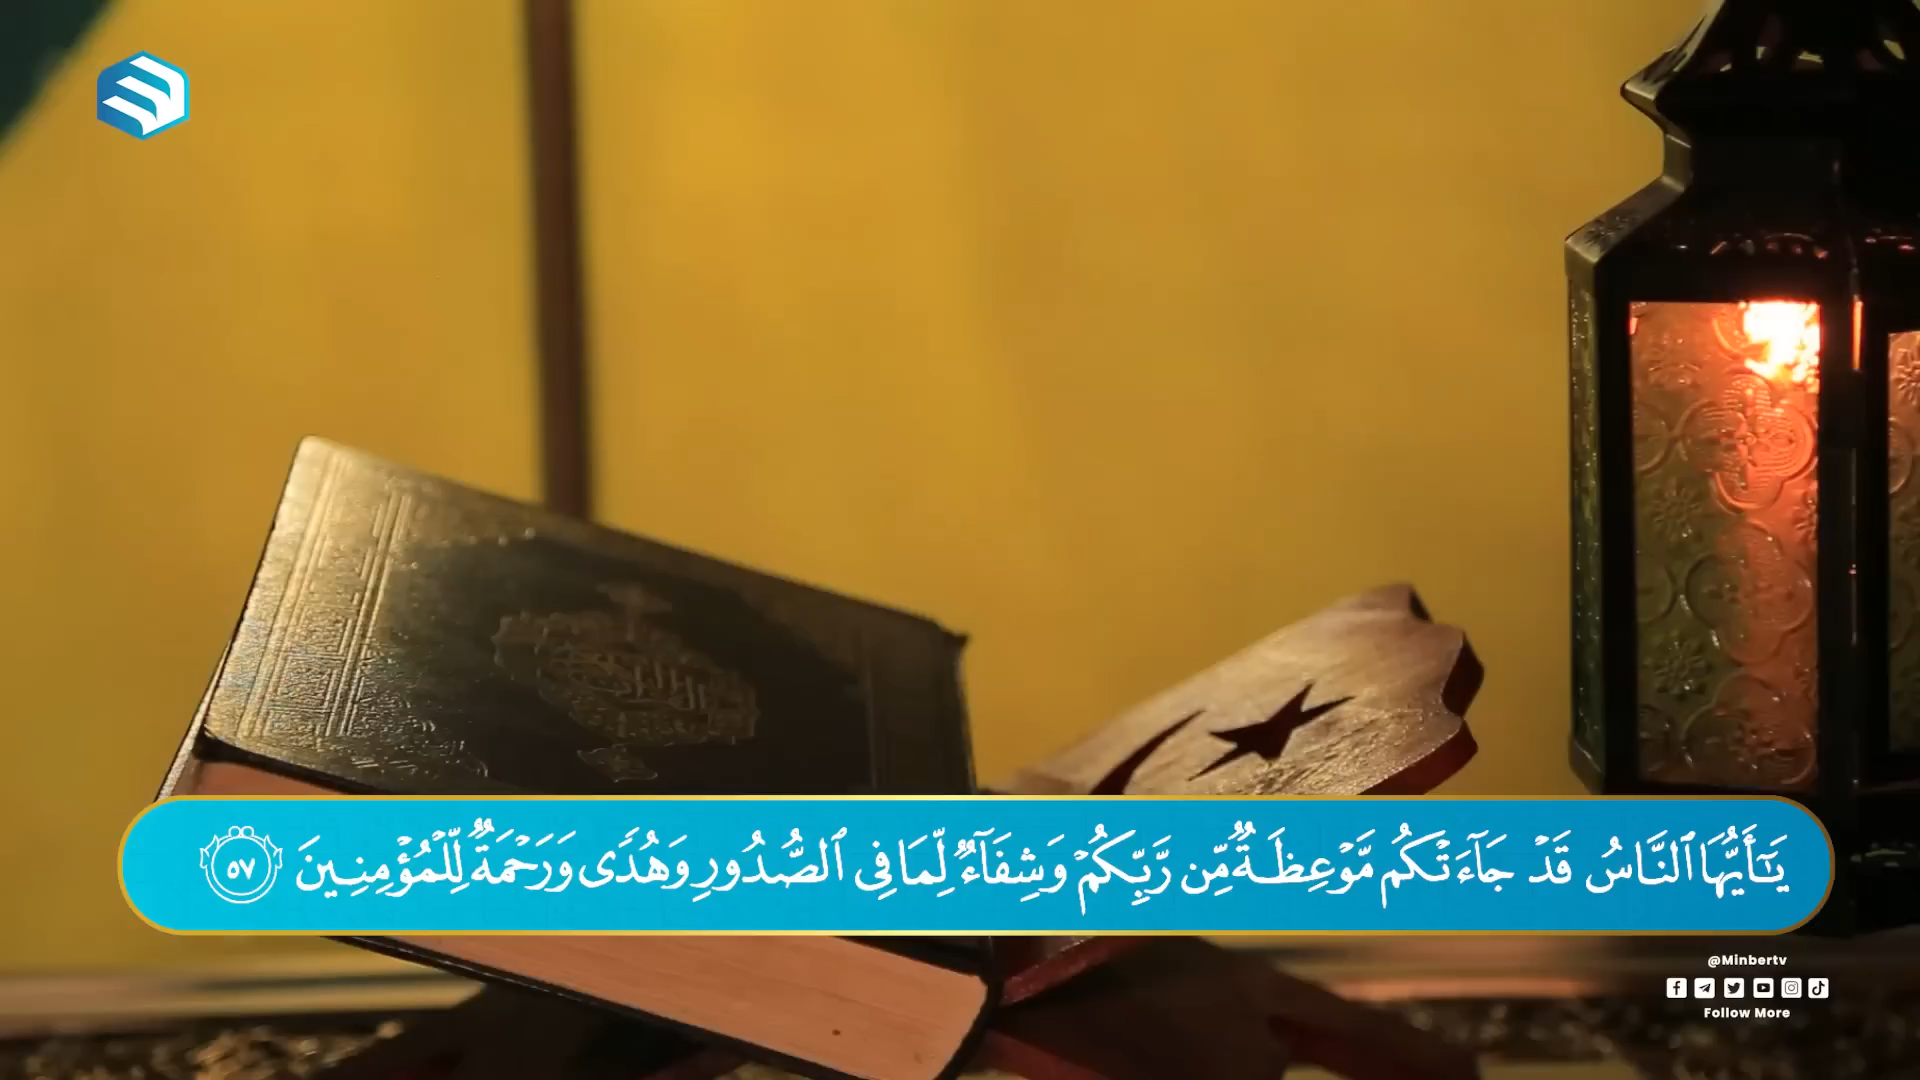 يَـٰٓأَيُّهَا ٱلنَّاسُ قَدْ جَآءَتْكُم مَّوْعِظَةٌ مِّن رَّبِّكُمْ وَشِفَآءٌ لِّمَا فِى ٱلصُّدُورِ وَهُدًى وَرَحْمَةٌ لِّلْمُؤْمِنِينَ ٥٧
@Minbertv
Follow More